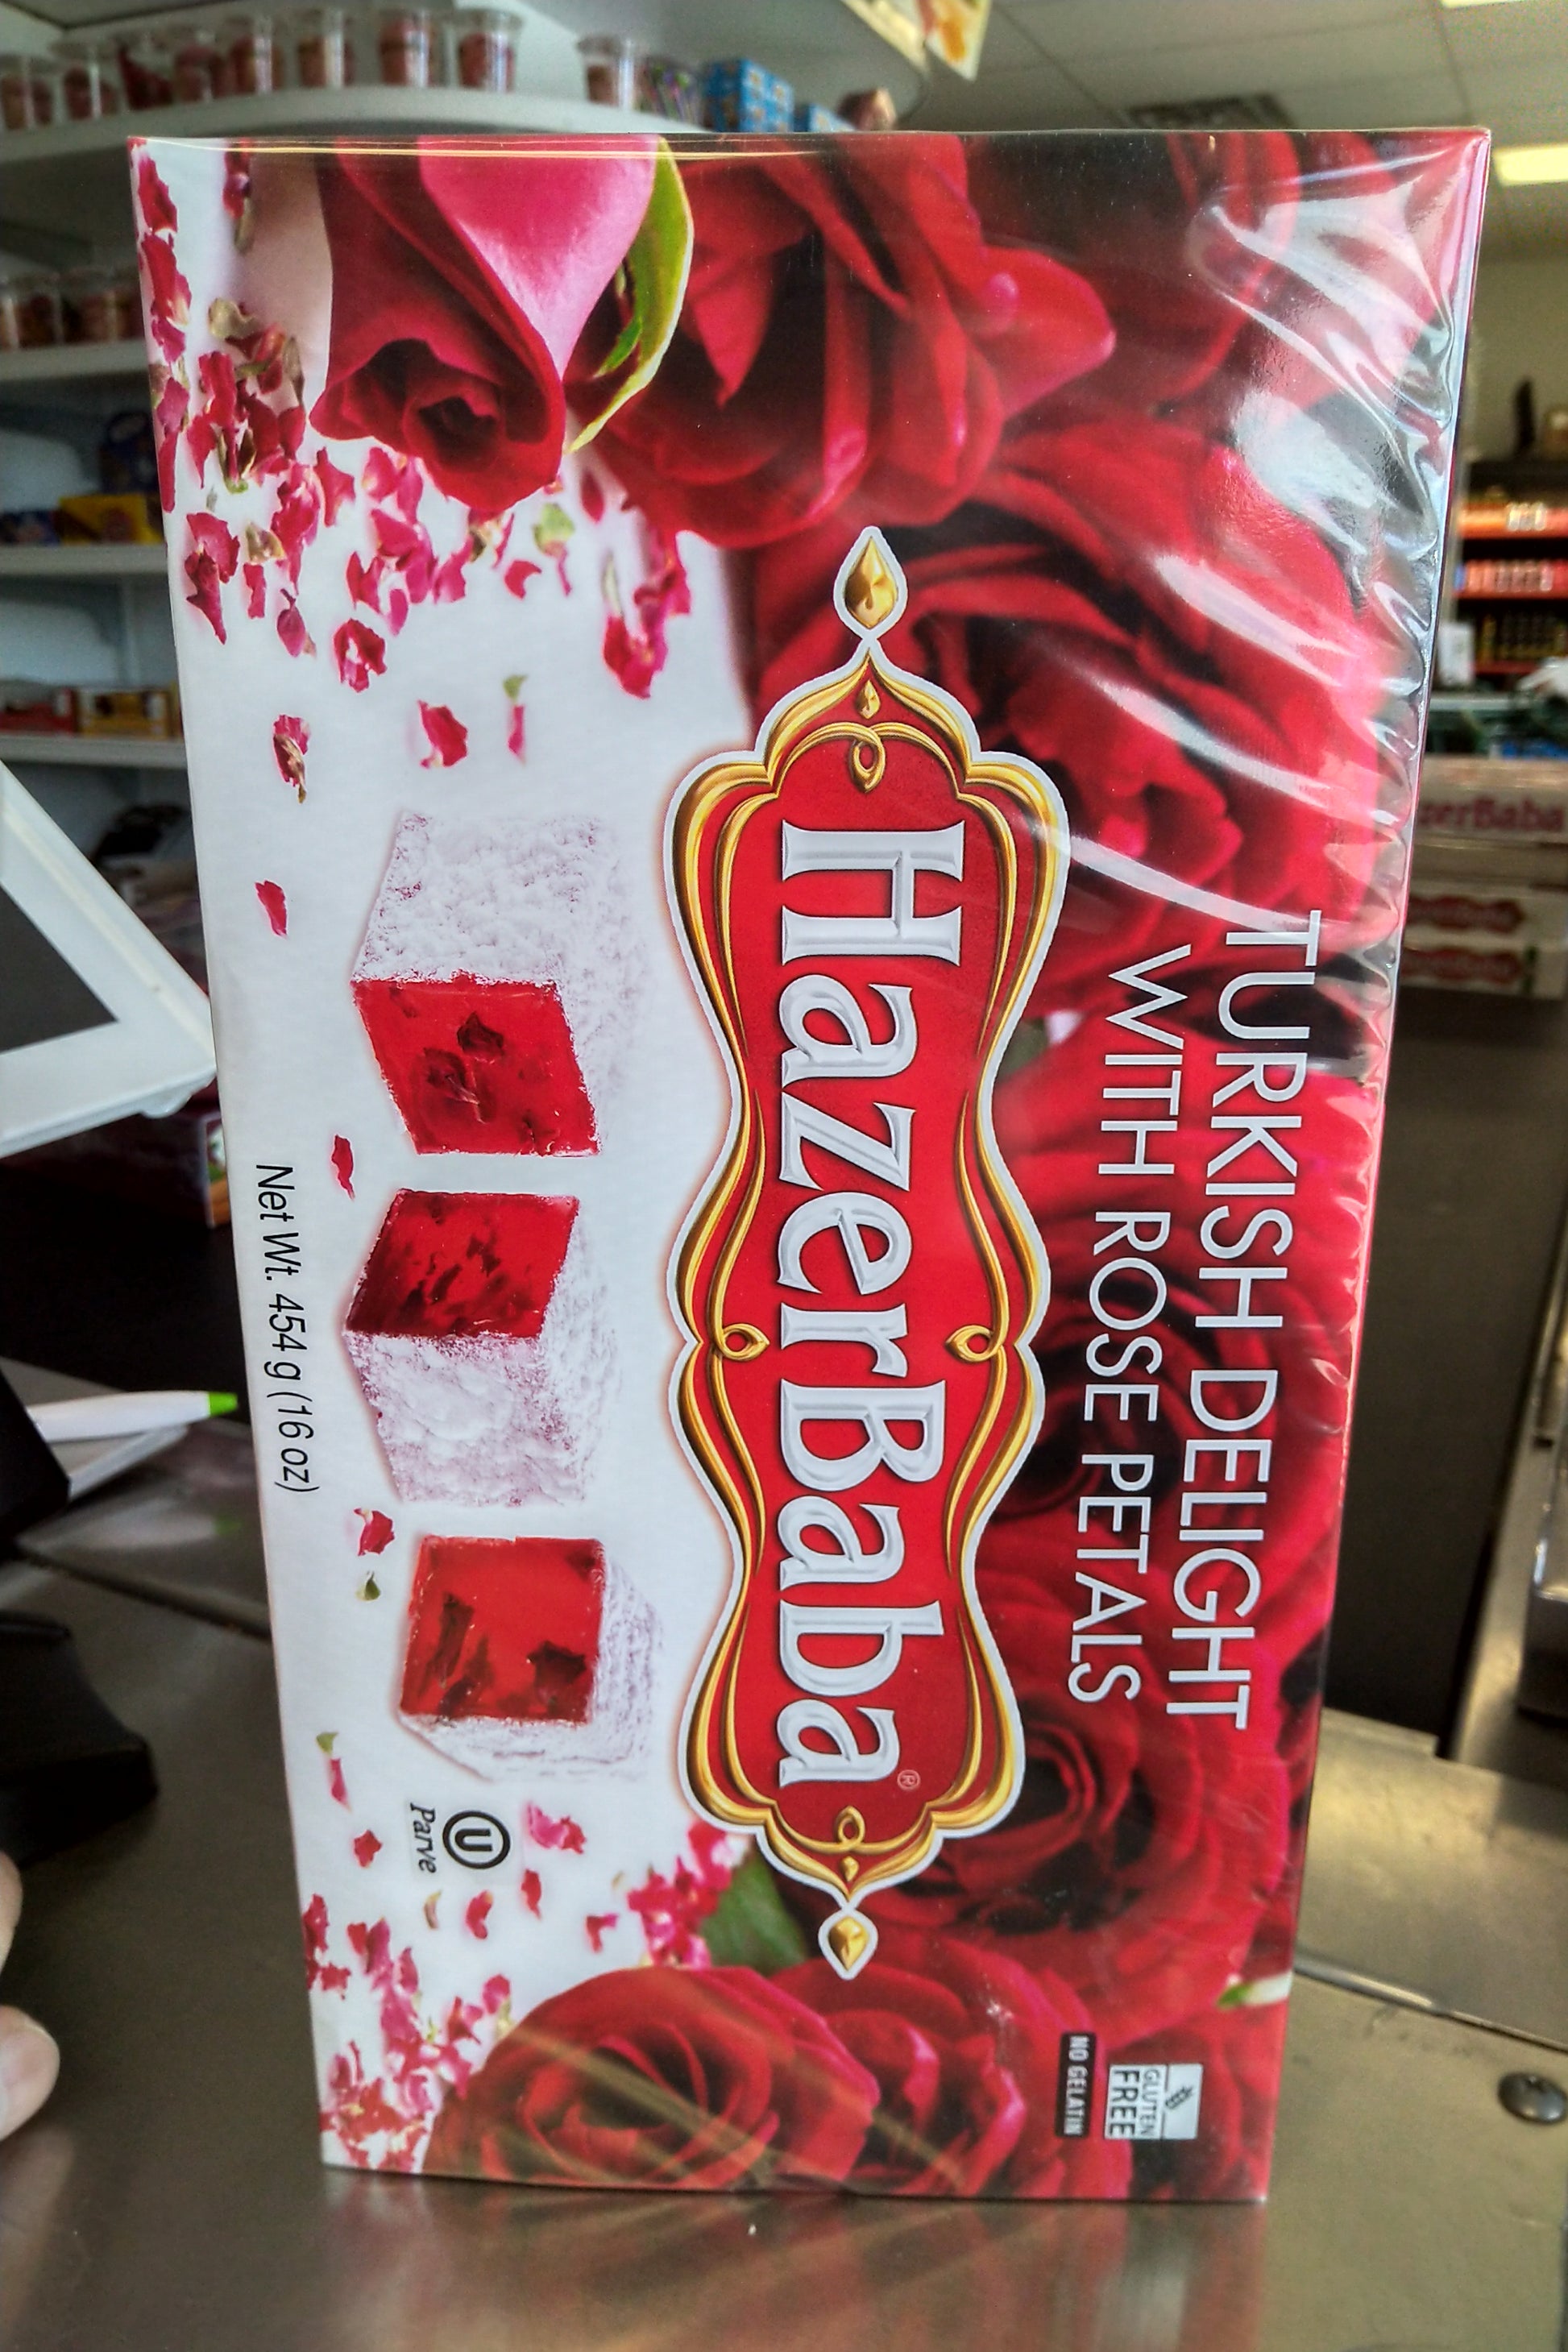 TURKISH DELIGHT
WITH ROSE PETALS
HazerBaba®
Net Wt. 454 g (16 oz)
U
Parve
GLUTEN
FREE
NO GELATIN